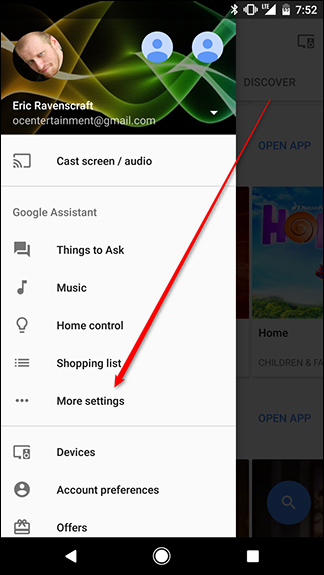 7:52
Eric Ravenscraft
ocentertainment@gmail.com
DISCOVER
Cast screen / audio
OPEN APP
Google Assistant
Things to Ask
Music
Home control
Home
Shopping list
CHILDREN & FA
More settings
OPEN APP
Devices
Account preferences
Offers